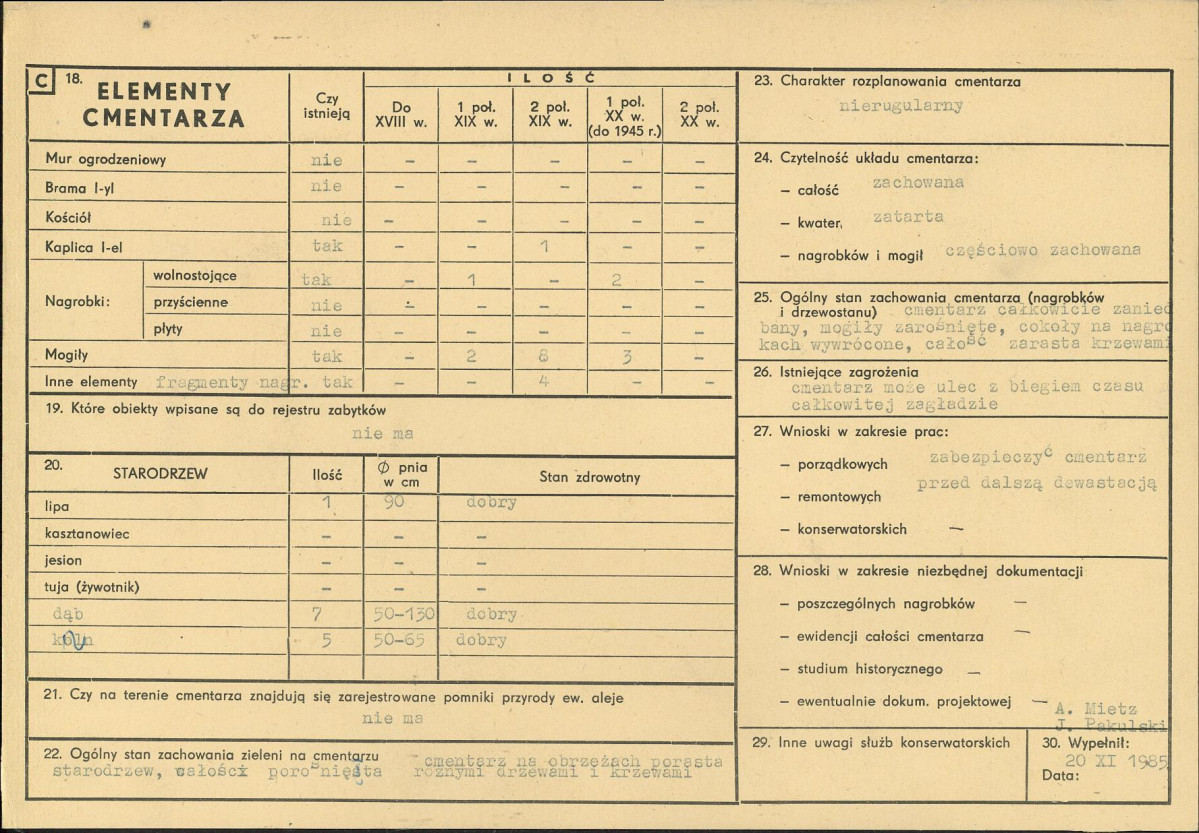 C 18. ELEMENTY CMENTARZA Czy istnieją ILOŚĆ
Do XVIII w. 1 poł. XIX w. 2 poł. XIX w. 1 poł. XX w. (do 1945 r.) 2 poł. XX w.
Mur ogrodzeniowy nie – – – – –
Brama l-yl nie – – – – –
Kościół nie – – – – –
Kaplica l-el tak – – 1 – –
Nagrobki: wolnostojące tak – 1 – 2 –
przyścienne nie – – – – –
płyty nie – – – – –
Mogiły tak – 2 8 3 –
Inne elementy fragmenty nagr. tak – – 4 – –
19. Które obiekty wpisane są do rejestru zabytków
nie ma
20. STARODRZEW Ilość Ø pnia w cm Stan zdrowotny
lipa 1 90 dobry
kasztanowiec – – –
jesion – – –
tuja (żywotnik) – – –
dąb 7 50-130 dobry
5 50-65 dobry
21. Czy na terenie cmentarza znajdują się zarejestrowane pomniki przyrody ew. aleje
nie ma
22. Ogólny stan zachowania zieleni na cmentarzu cmentarz na obrzeżach porasta
starodrzew, całości porośnięta różnymi drzewami i krzewami
23. Charakter rozplanowania cmentarza
nierugularny
24. Czytelność układu cmentarza:
– całość zachowana
– kwater, zatarta
– nagrobków i mogił częściowo zachowana
25. Ogólny stan zachowania cmentarza (nagrobków
i drzewostanu) cmentarz całkowicie zanied
bany, mogiły zarośnięte, cokoły na nagro
kach wywrócone, całość zarasta krzewami
26. Istniejące zagrożenia
cmentarz może ulec z biegiem czasu
całkowitej zagładzie
27. Wnioski w zakresie prac:
– porządkowych zabezpieczyć cmentarz
przed dalszą dewastacją
– remontowych
– konserwatorskich —
28. Wnioski w zakresie niezbędnej dokumentacji
– poszczególnych nagrobków —
– ewidencji całości cmentarza —
– studium historycznego —
– ewentualnie dokum. projektowej —
A. Mietz
J. Pakulski
29. Inne uwagi służb konserwatorskich
30. Wypełnił:
20 XI 1985
Data: